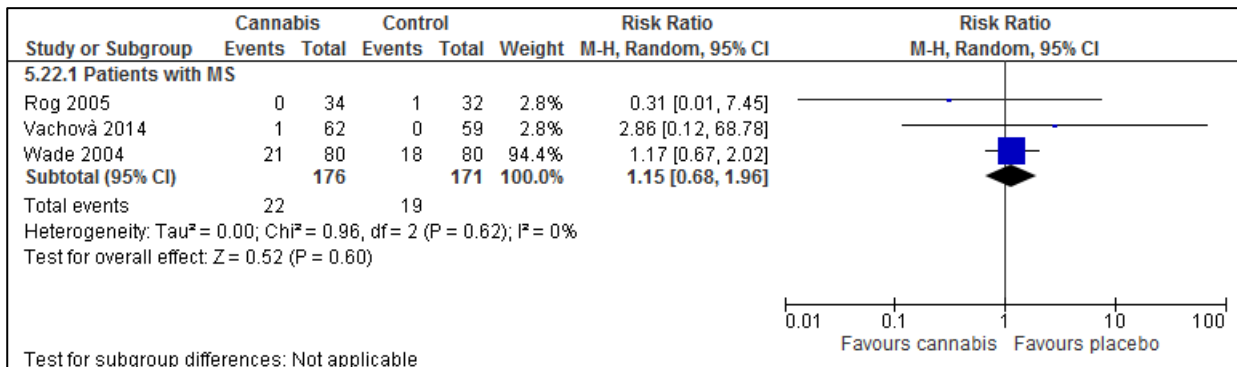 Cannabis Control Risk Ratio Risk Ratio
Study or Subgroup Events Total Events Total Weight M-H, Random, 95% CI M-H, Random, 95% CI
5.22.1 Patients with MS
Rog 2005 0 34 1 32 2.8% 0.31 [0.01, 7.45]
Vachovà 2014 1 62 0 59 2.8% 2.86 [0.12, 68.78]
Wade 2004 21 80 18 80 94.4% 1.17 [0.67, 2.02]
Subtotal (95% CI) 176 171 100.0% 1.15 [0.68, 1.96]
Total events 22 19
Heterogeneity: Tau² = 0.00; Chi² = 0.96, df = 2 (P = 0.62); I² = 0%
Test for overall effect: Z = 0.52 (P = 0.60)
0.01 0.1 1 10 100
Favours cannabis Favours placebo
Test for subgroup differences: Not applicable